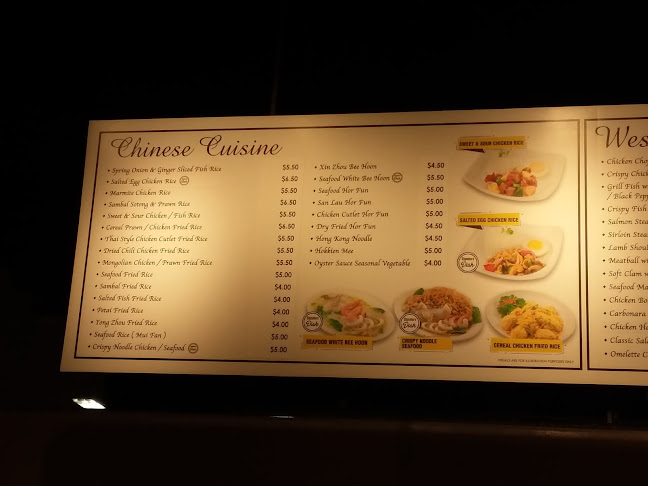 Chinese Cuisine
• Spring Onion & Ginger Sliced Fish Rice $5.50
• Salted Egg Chicken Rice $6.50
• Marmite Chicken Rice $5.50
• Sambal Sotong & Prawn Rice $6.50
• Sweet & Sour Chicken / Fish Rice $5.50
• Cereal Prawn / Chicken Fried Rice $6.50
• Thai Style Chicken Cutlet Fried Rice $5.50
• Dried Chili Chicken Fried Rice $5.50
• Mongolian Chicken / Prawn Fried Rice $5.50
• Seafood Fried Rice $5.00
• Sambal Fried Rice $4.00
• Salted Fish Fried Rice $4.00
• Petai Fried Rice $4.00
• Yong Zhou Fried Rice $4.00
• Seafood Rice ( Mui Fan ) $5.00
• Crispy Noodle Chicken / Seafood $5.00
• Xin Zhou Bee Hoon $4.50
• Seafood White Bee Hoon $5.50
• Seafood Hor Fun $5.00
• San Lau Hor Fun $5.00
• Chicken Cutlet Hor Fun $5.00
• Dry Fried Hor Fun $4.50
• Hong Kong Noodle $4.50
• Hokkien Mee $5.00
• Oyster Sauce Seasonal Vegetable $4.00
SWEET & SOUR CHICKEN RICE
SALTED EGG CHICKEN RICE
Dish
SEAFOOD WHITE BEE HOON
Dish
CRISPY NOODLE
SEAFOOD
CEREAL CHICKEN FRIED RICE
Wes
• Chicken Cho
• Crispy Chick
• Grill Fish w
/ Black Pepp
• Crispy Fish
• Salmon Stea
• Sirloin Steak
• Lamb Shoul
• Meatball wi
• Soft Clam w
• Seafood Ma
• Chicken Bo
• Carbonara
• Chicken He
• Classic Sala
• Omelette C